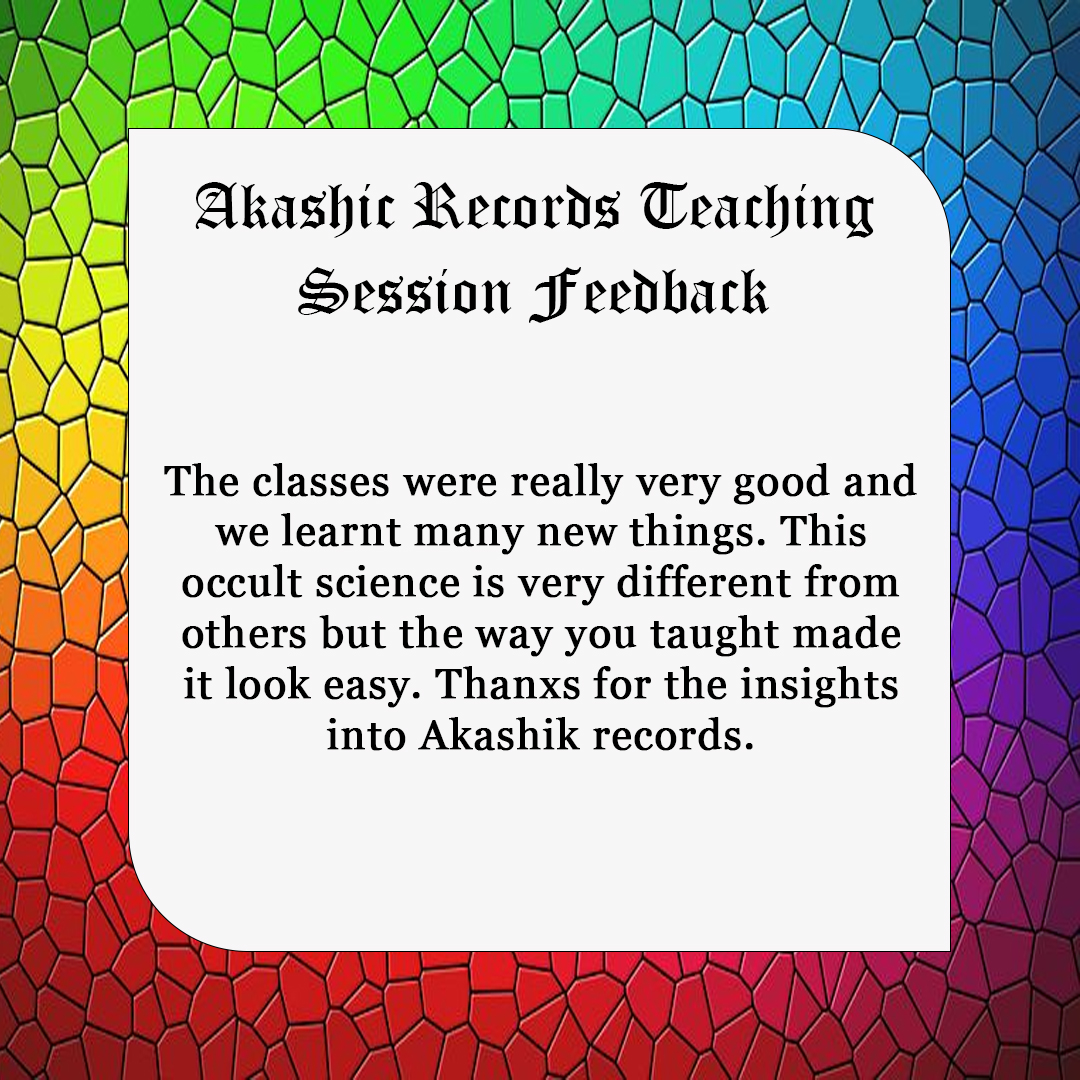 Akashic Records Teaching
Session Feedback
The classes were really very good and
we learnt many new things. This
occult science is very different from
others but the way you taught made
it look easy. Thanxs for the insights
into Akashik records.